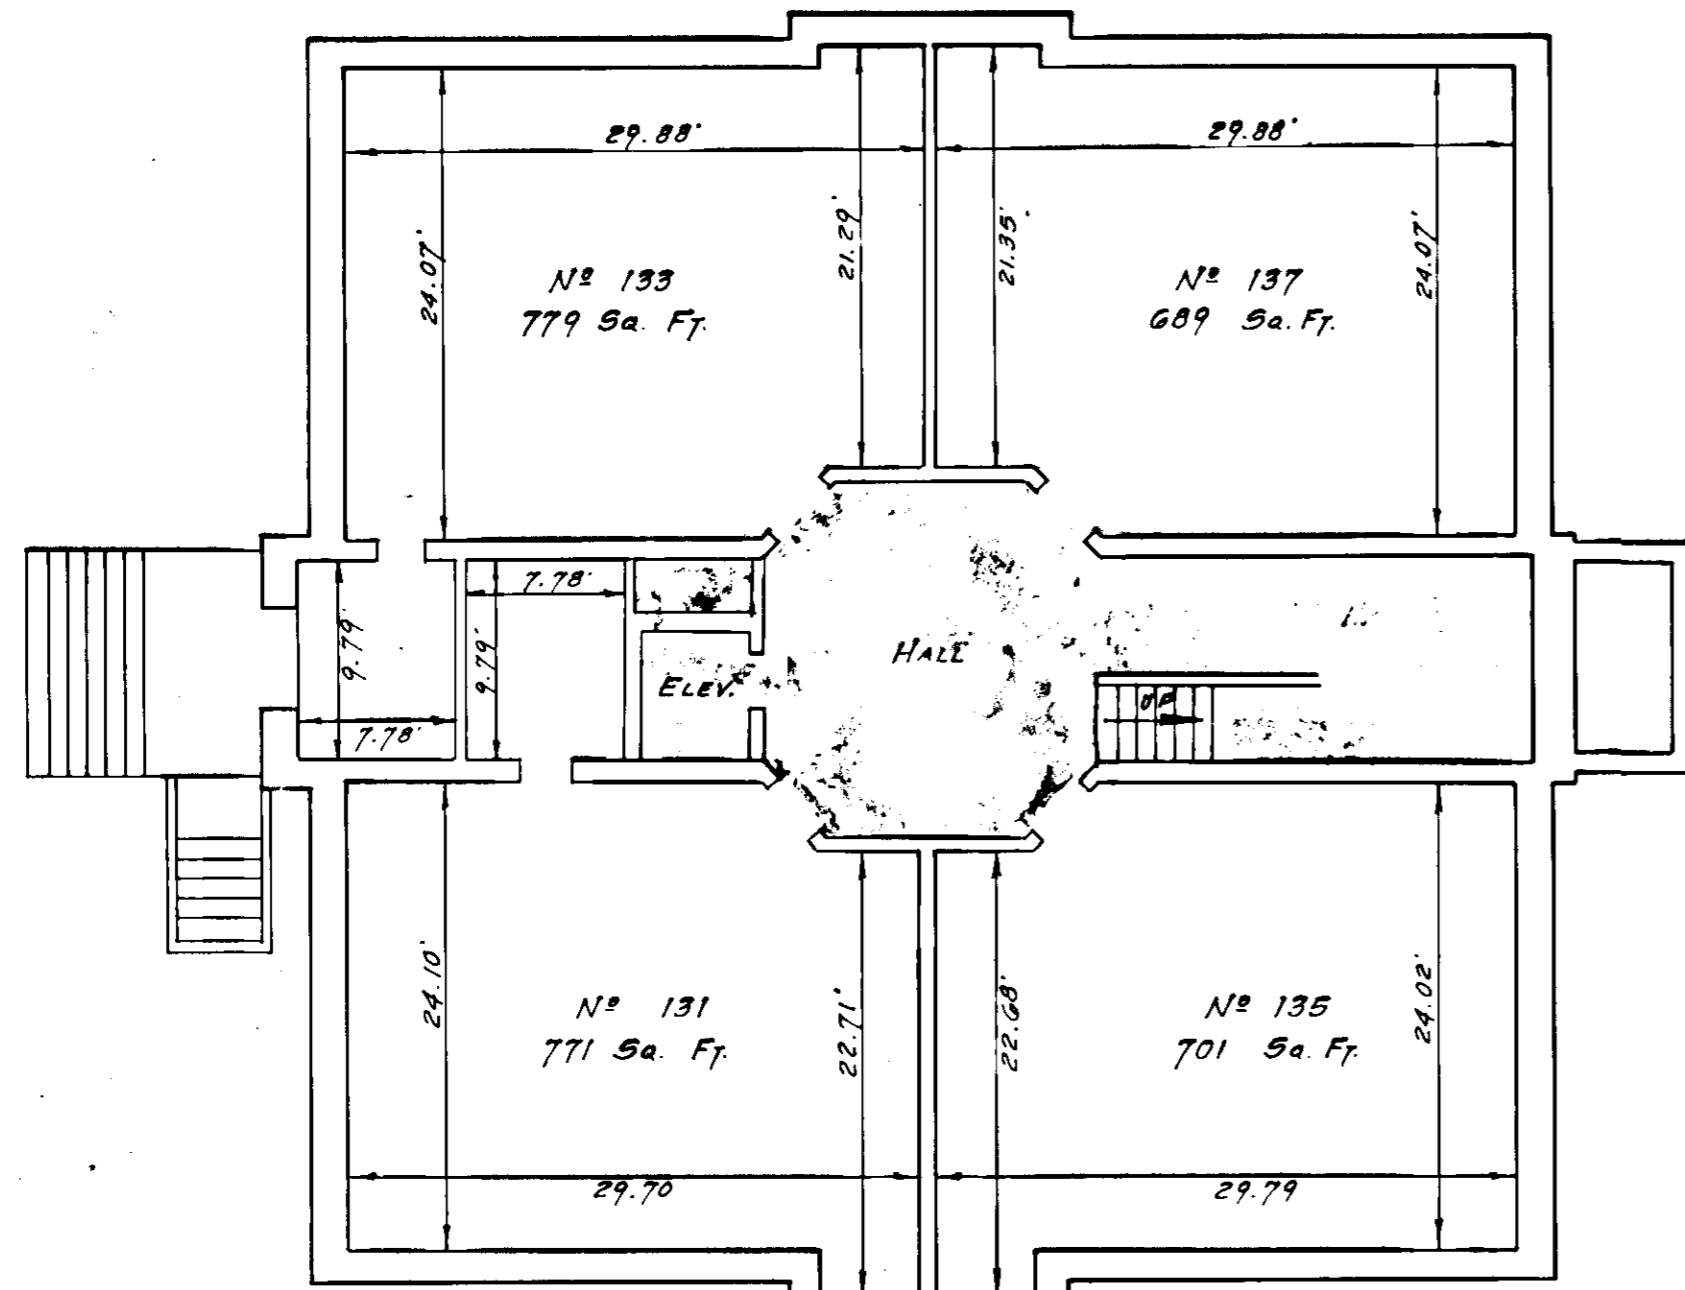 29.88'
29.88'
24.07'
21.29'
21.35'
24.07'
Nº 133
779 Sq. Ft.
Nº 137
689 Sq. Ft.
7.78'
9.79'
9.79'
7.78'
ELEV.
HALL
UP
24.10'
22.71'
22.68'
24.02'
Nº 131
771 Sq. Ft.
Nº 135
701 Sq. Ft.
29.70
29.79